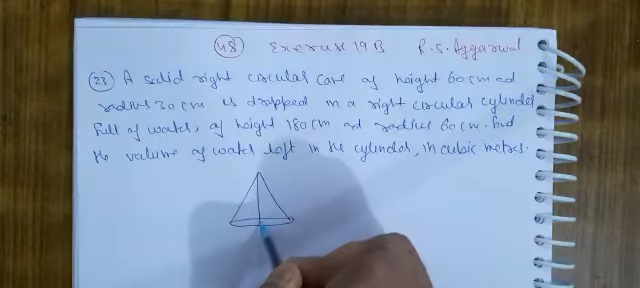 48 Exercise 19B R.S. Aggarwal
23 A solid right circular cone of height 60 cm and
radius 30 cm is dropped in a right circular cylinder
full of water, of height 180 cm and radius 60 cm. Find
the volume of water left in the cylinder, in cubic metres.